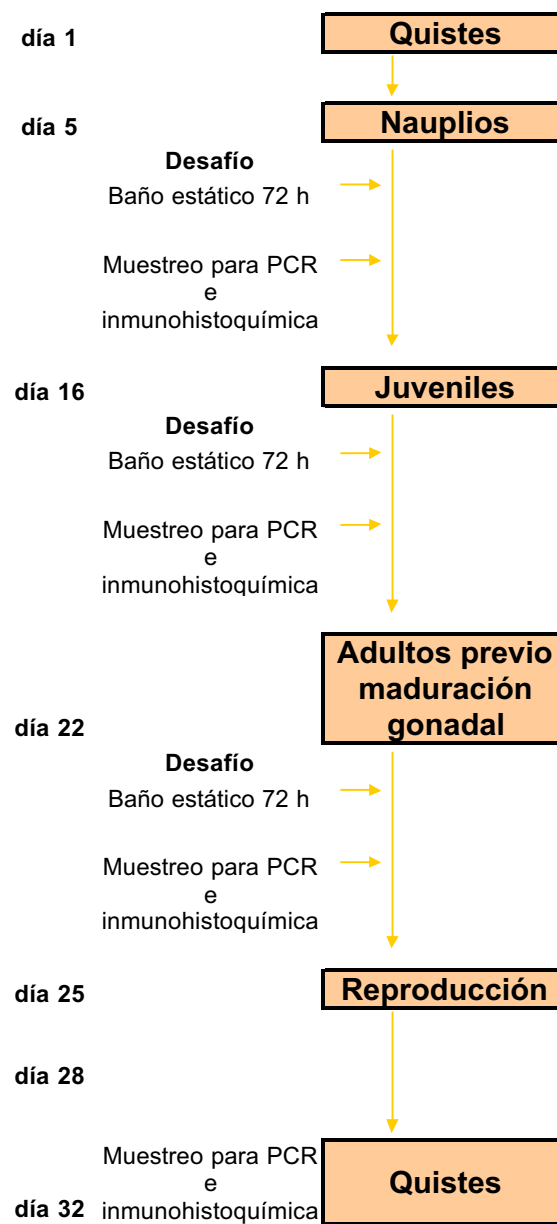 día 1
Quistes
día 5
Nauplios
Desafío
Baño estático 72 h
Muestreo para PCR
e
inmunohistoquímica
día 16
Juveniles
Desafío
Baño estático 72 h
Muestreo para PCR
e
inmunohistoquímica
Adultos previo
maduración
gonadal
día 22
Desafío
Baño estático 72 h
Muestreo para PCR
e
inmunohistoquímica
día 25
Reproducción
día 28
Muestreo para PCR
e
inmunohistoquímica
día 32
Quistes